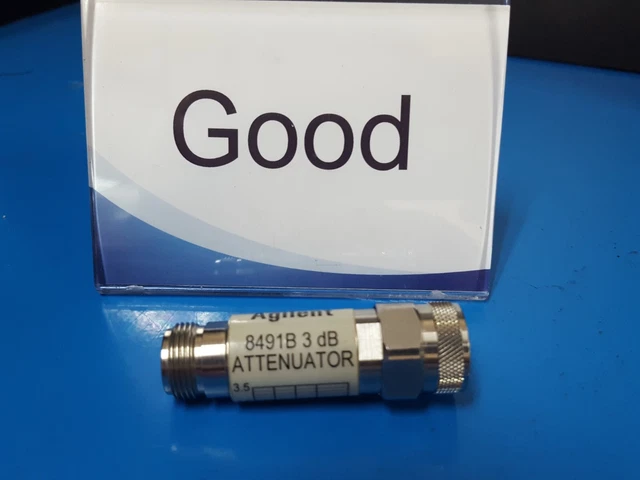 Good
Agilent
8491B 3 dB
ATTENUATOR
3.5